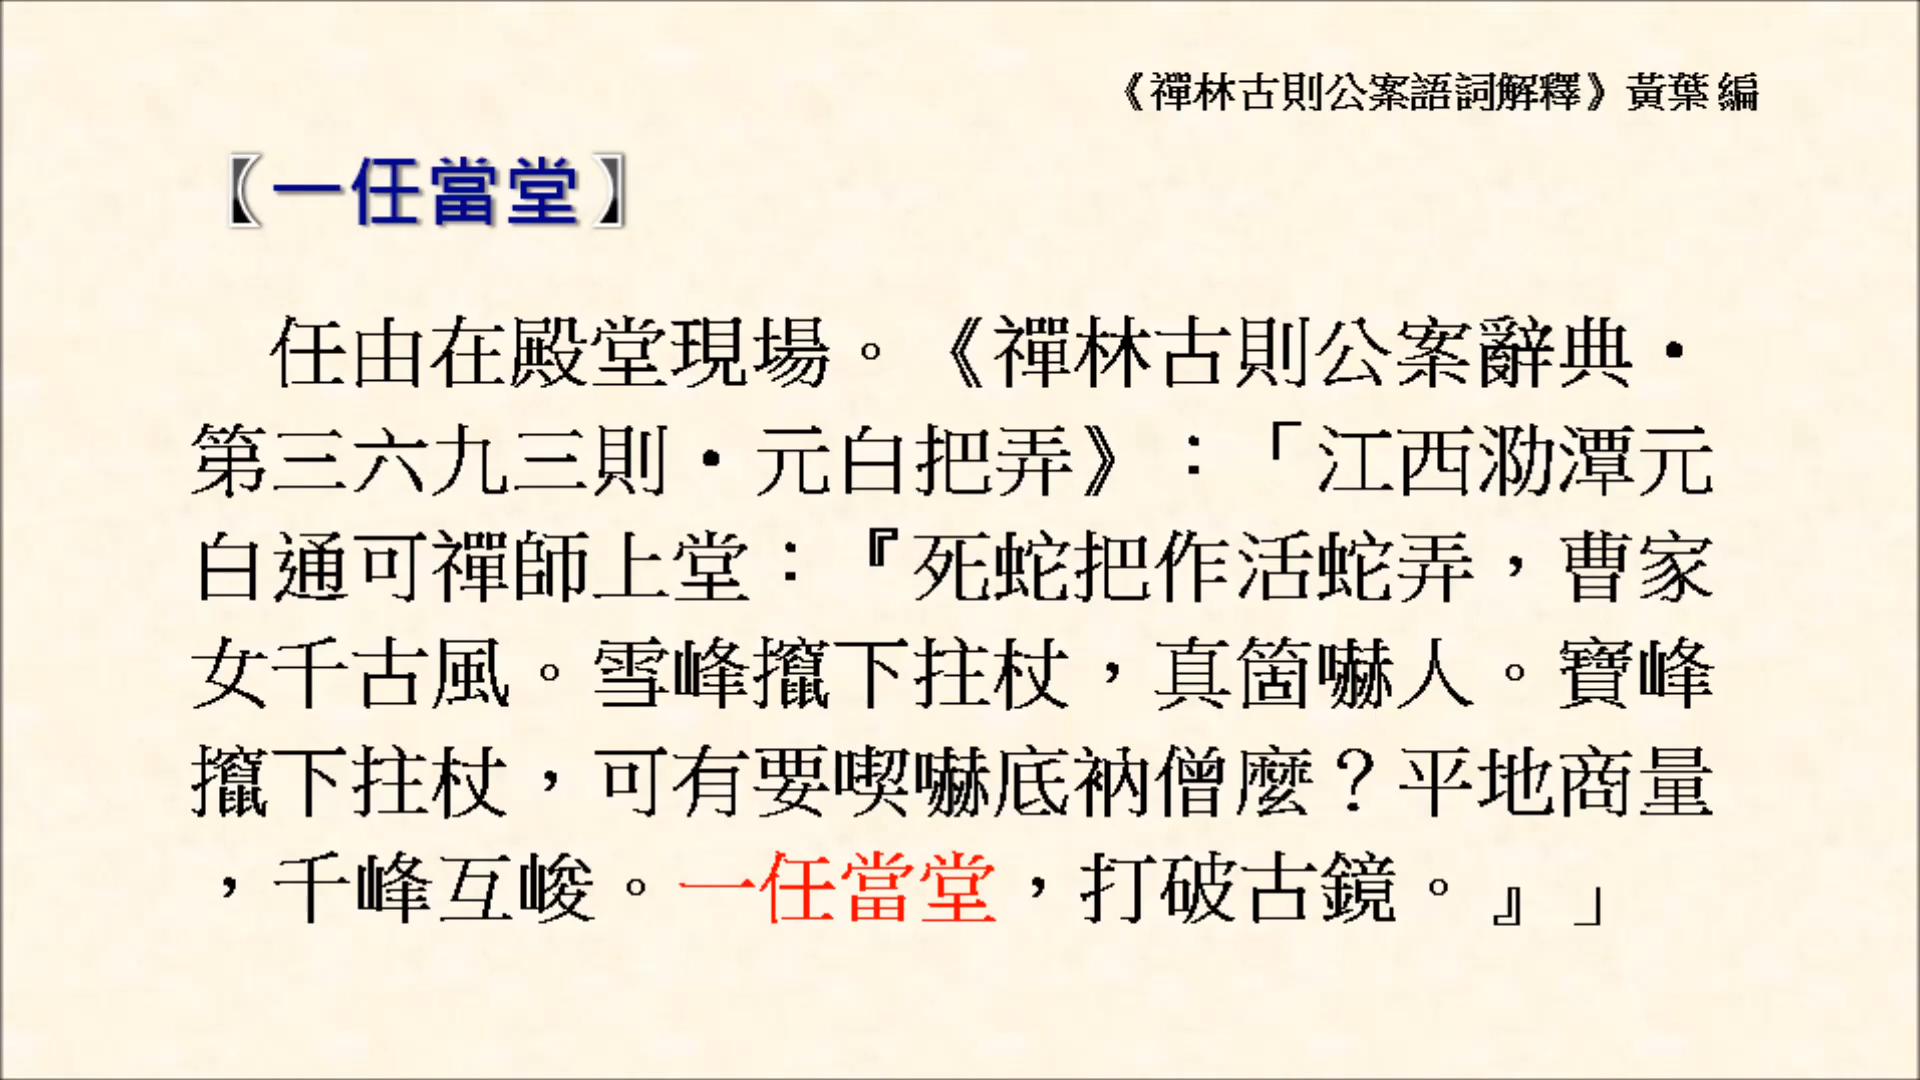 《禪林古則公案語詞解釋》黃葉編
〖一任當堂〗
任由在殿堂現場。《禪林古則公案辭典•
第三六九三則•元白把弄》：「江西泐潭元
白通可禪師上堂：『死蛇把作活蛇弄，曹家
女千古風。雪峰攛下拄杖，真箇嚇人。寶峰
攛下拄杖，可有要喫嚇底衲僧麼？平地商量
，千峰互峻。一任當堂，打破古鏡。』」